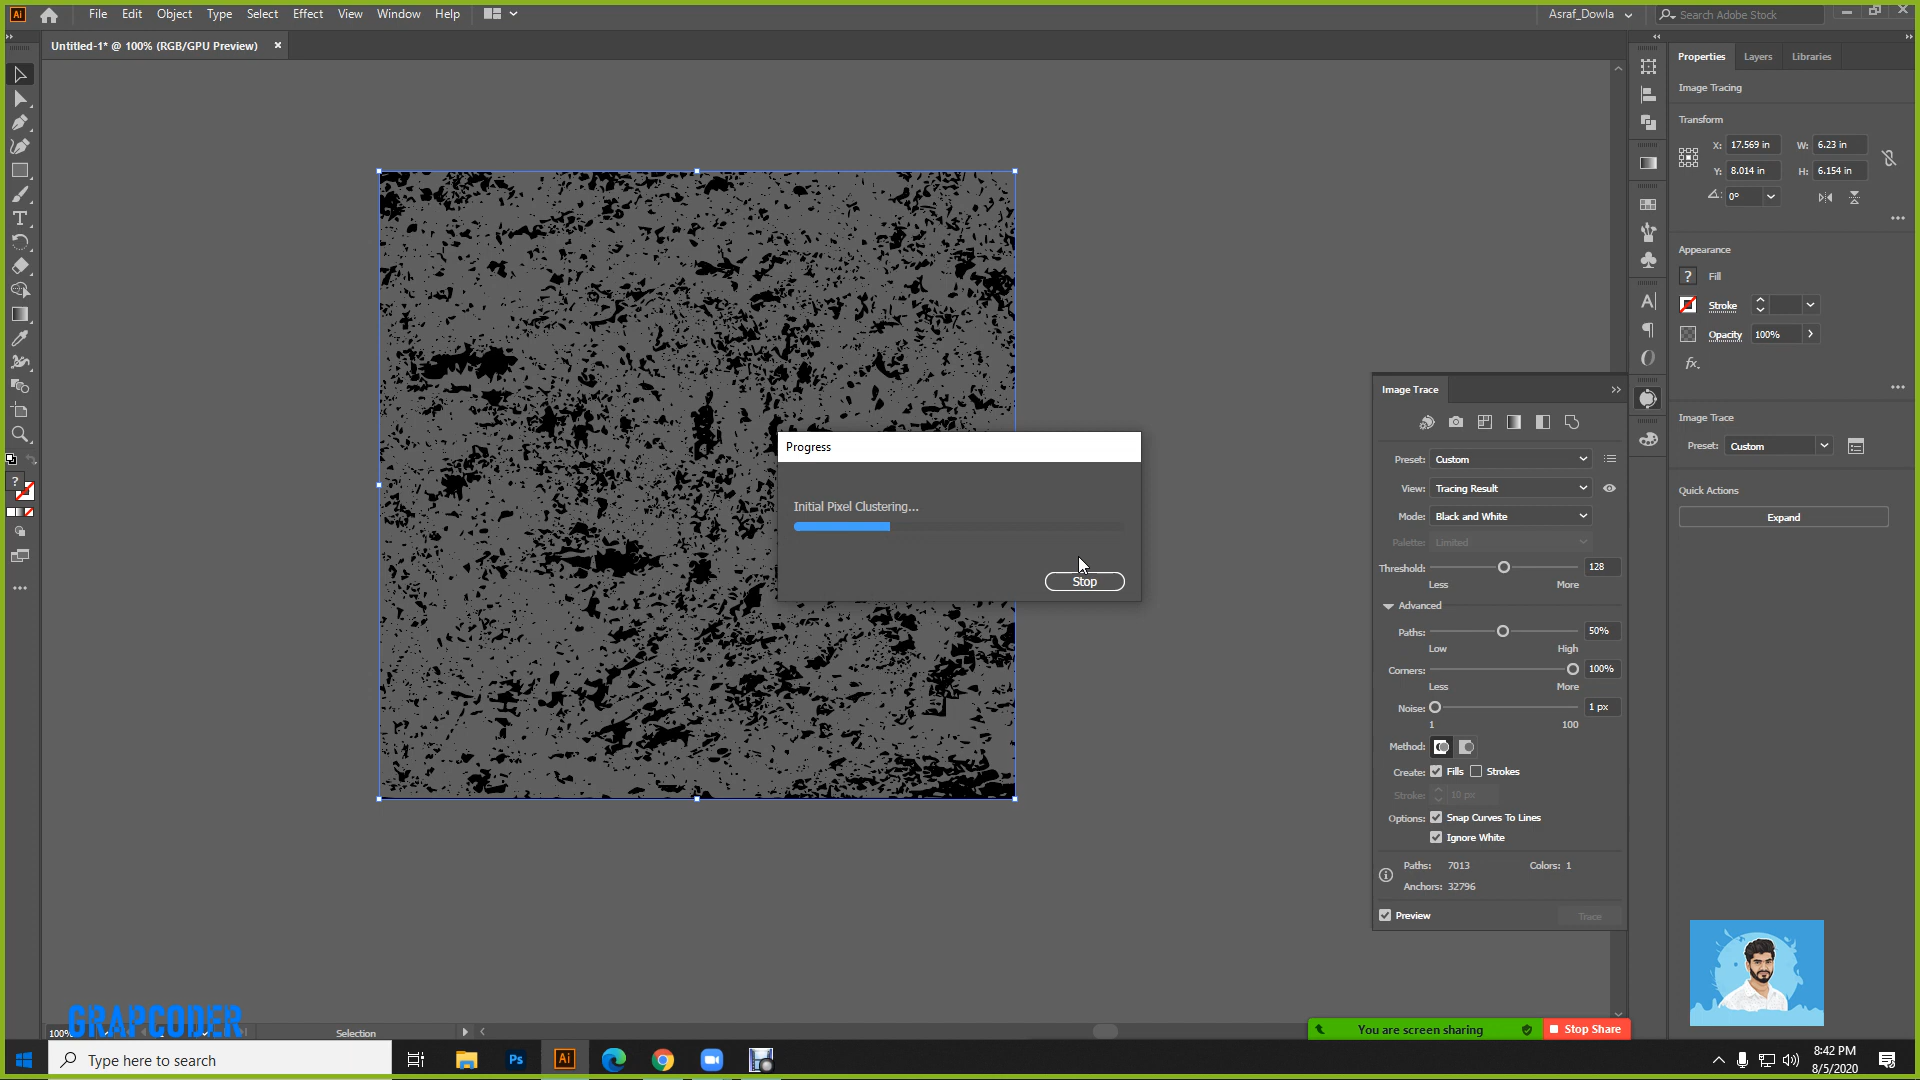 Ai File Edit Object Type Select Effect View Window Help
Asraf_Dowla
Search Adobe Stock
Untitled-1* @ 100% (RGB/GPU Preview) ×
Properties Layers Libraries
Image Tracing
Transform
X: 17.569 in W: 6.23 in
Y: 8.014 in H: 6.154 in
0°
Appearance
? Fill
Stroke
Opacity 100%
fx.
Image Trace
Preset: Custom
Quick Actions
Expand
Image Trace
Preset: Custom
View: Tracing Result
Mode: Black and White
Palette: Limited
Threshold: 128
Less More
Advanced
Paths: 50%
Low High
Corners: 100%
Less More
Noise: 1 px
1 100
Method:
Create: Fills Strokes
Stroke: 10 px
Options: Snap Curves To Lines
Ignore White
Paths: 7013 Colors: 1
Anchors: 32796
Preview Trace
Progress
Initial Pixel Clustering...
Stop
GRAPCODER
100% Selection
You are screen sharing Stop Share
Type here to search
Ps Ai
8:42 PM
8/5/2020